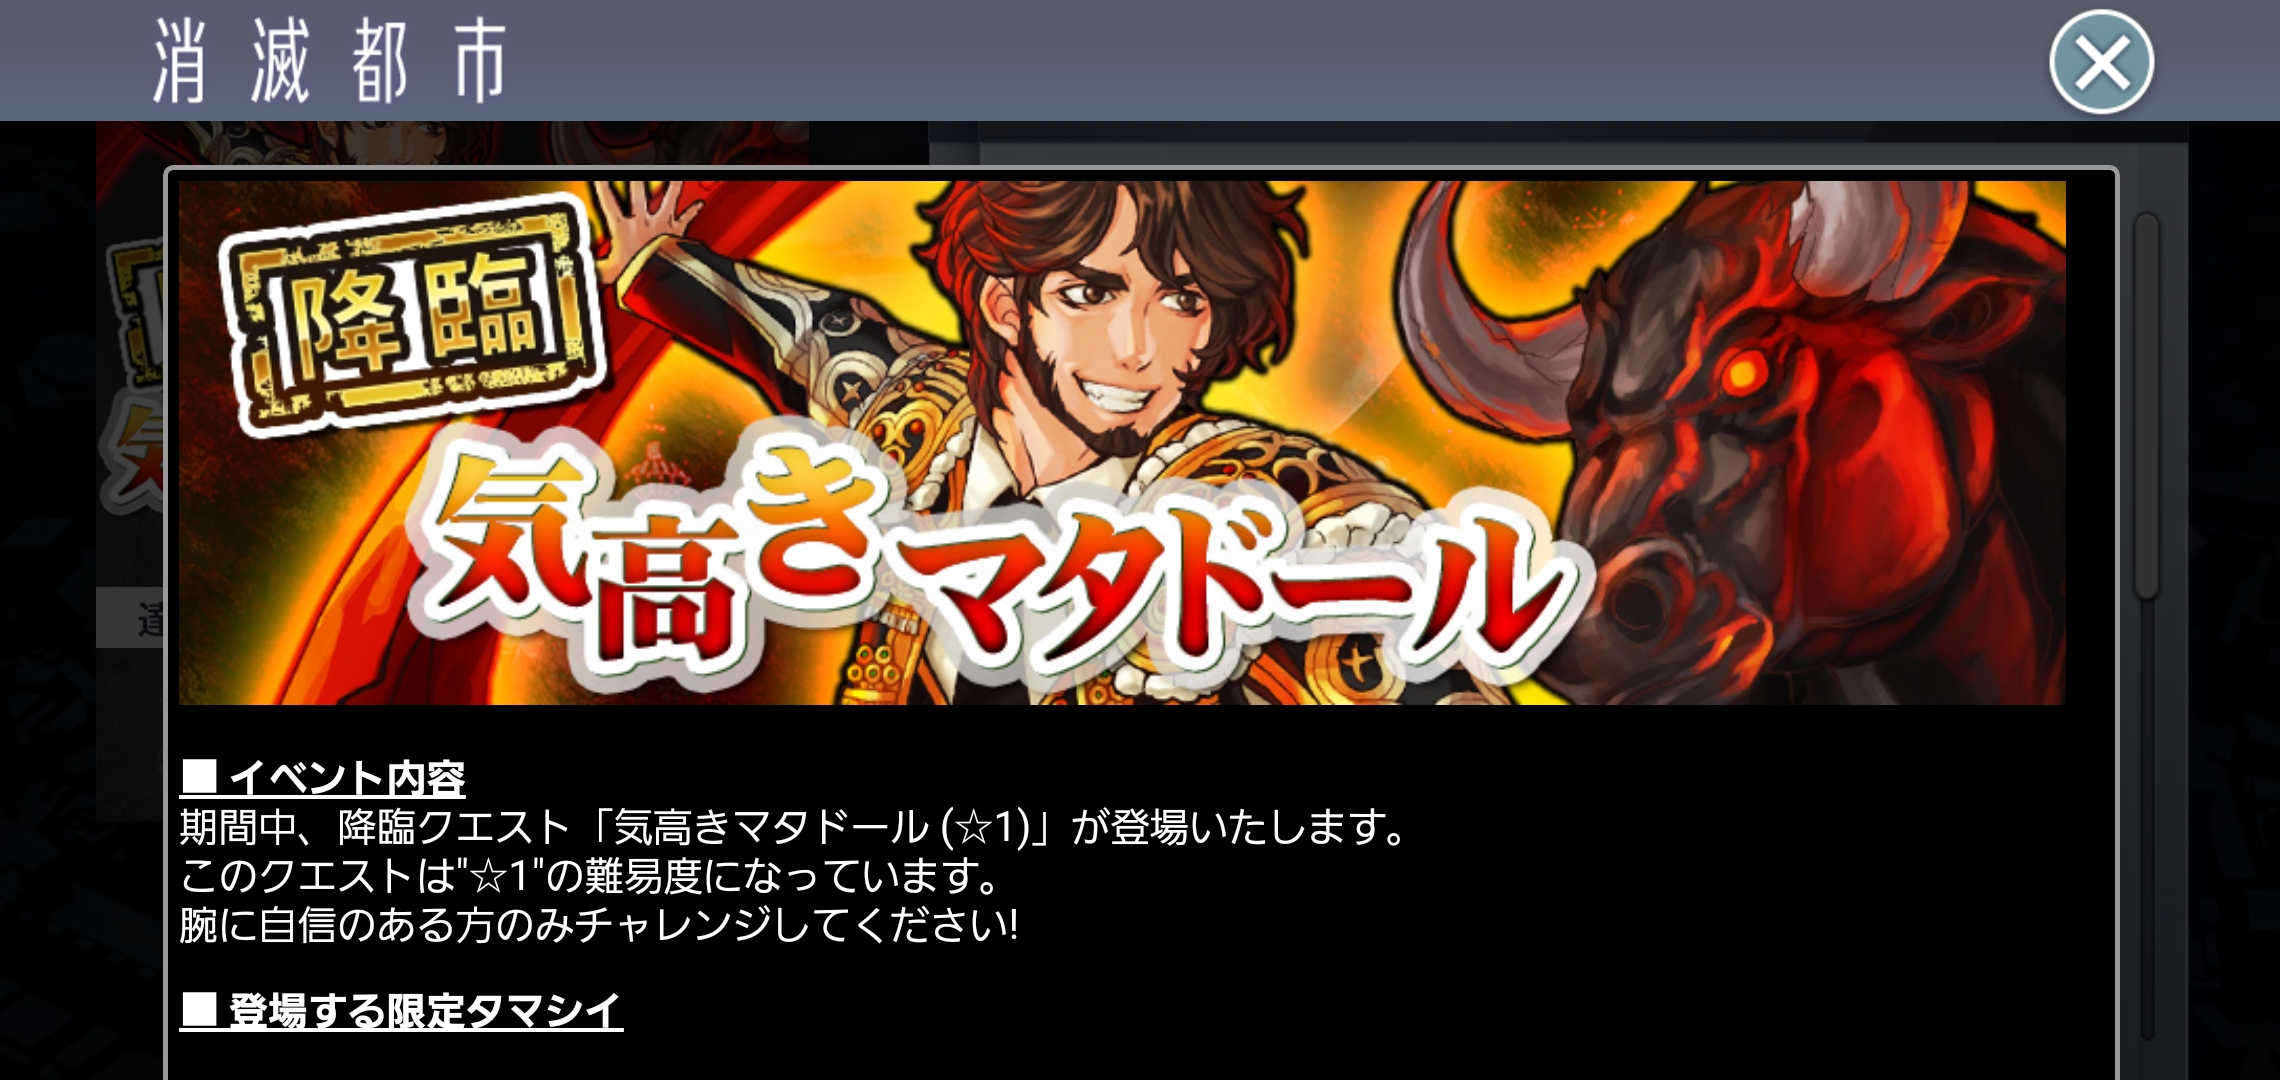 消滅都市
降臨
気高きマタドール
■ イベント内容
期間中、降臨クエスト「気高きマタドール (☆1)」が登場いたします。
このクエストは"☆1"の難易度になっています。
腕に自信のある方のみチャレンジしてください!
■ 登場する限定タマシイ